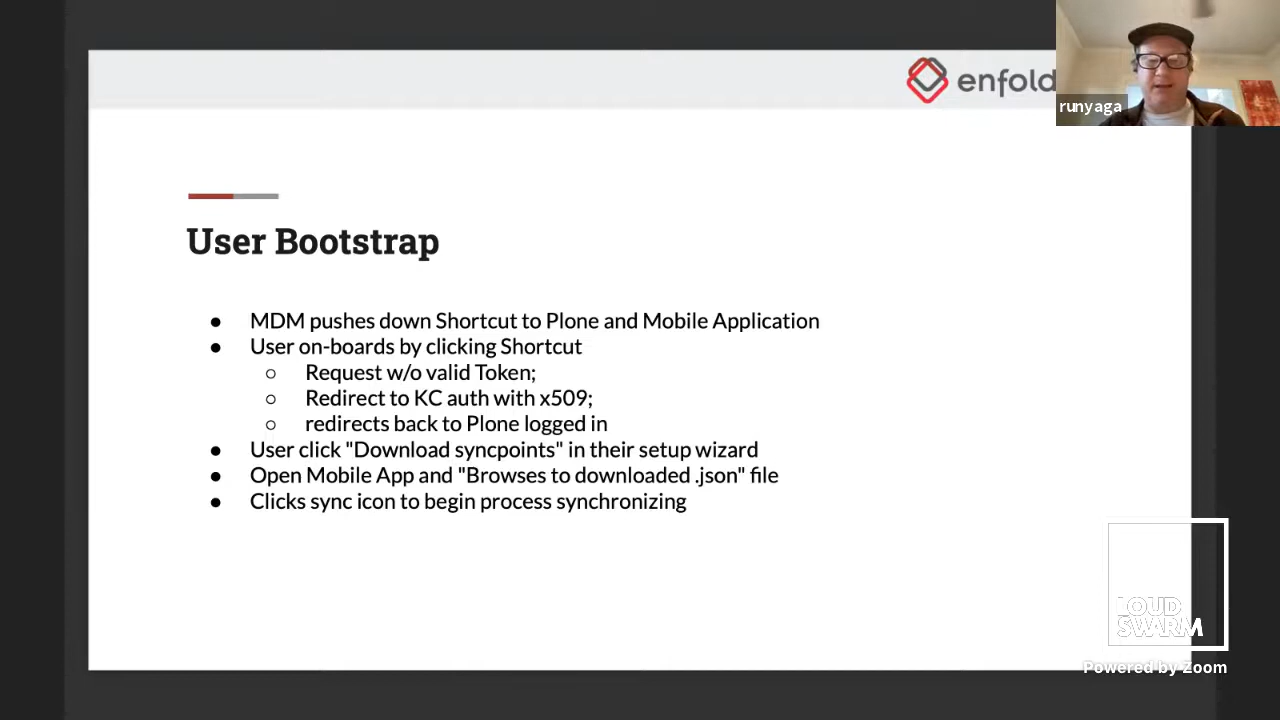 enfold
runyaga
User Bootstrap
● MDM pushes down Shortcut to Plone and Mobile Application
● User on-boards by clicking Shortcut
○ Request w/o valid Token;
○ Redirect to KC auth with x509;
○ redirects back to Plone logged in
● User click "Download syncpoints" in their setup wizard
● Open Mobile App and "Browses to downloaded .json" file
● Clicks sync icon to begin process synchronizing
LOUD
SWARM
Powered by Zoom